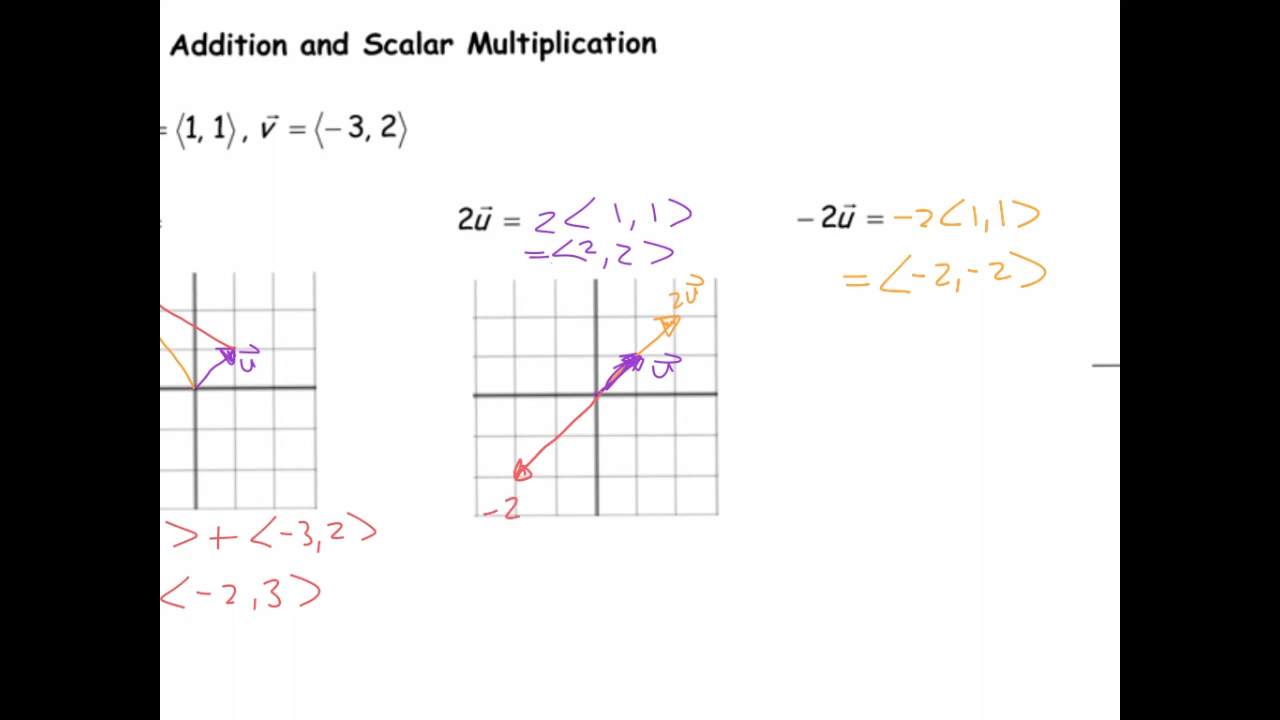 Addition and Scalar Multiplication
= ⟨1, 1⟩, v⃗ = ⟨– 3, 2⟩
=
2u⃗ = 2<1,1>
=<2,2>
– 2u⃗ = -2<1,1>
=<-2,-2>
u⃗
2u⃗
u⃗
-2
>+<-3,2>
<-2,3>